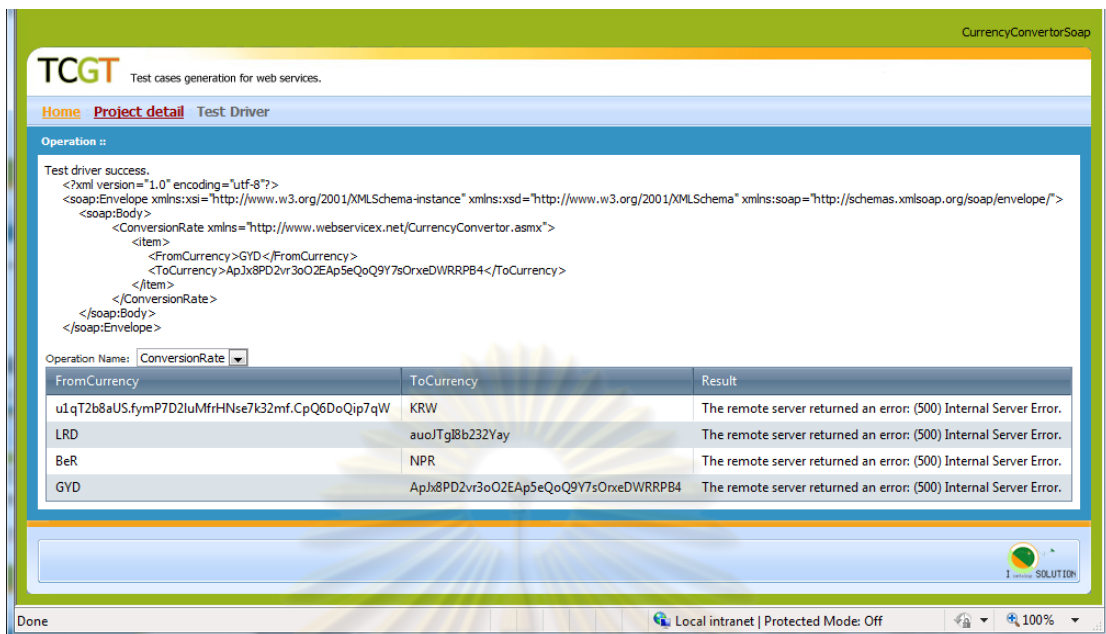 CurrencyConvertorSoap
TCGT Test cases generation for web services.
Home Project detail Test Driver
Operation ::
Test driver success.
<?xml version="1.0" encoding="utf-8"?>
<soap:Envelope xmlns:xsi="http://www.w3.org/2001/XMLSchema-instance" xmlns:xsd="http://www.w3.org/2001/XMLSchema" xmlns:soap="http://schemas.xmlsoap.org/soap/envelope/">
<soap:Body>
<ConversionRate xmlns="http://www.webservicex.net/CurrencyConvertor.asmx">
<item>
<FromCurrency>GYD</FromCurrency>
<ToCurrency>ApJx8PD2vr3oO2EAp5eQoQ9Y7sOrxeDWRRPB4</ToCurrency>
</item>
</ConversionRate>
</soap:Body>
</soap:Envelope>
Operation Name: ConversionRate
FromCurrency ToCurrency Result
u1qT2b8aUS.fymP7D2luMfrHNse7k32mf.CpQ6DoQip7qW KRW The remote server returned an error: (500) Internal Server Error.
LRD auoJTgI8b232Yay The remote server returned an error: (500) Internal Server Error.
BeR NPR The remote server returned an error: (500) Internal Server Error.
GYD ApJx8PD2vr3oO2EAp5eQoQ9Y7sOrxeDWRRPB4 The remote server returned an error: (500) Internal Server Error.
I SOLUTION
Done Local intranet | Protected Mode: Off 100%